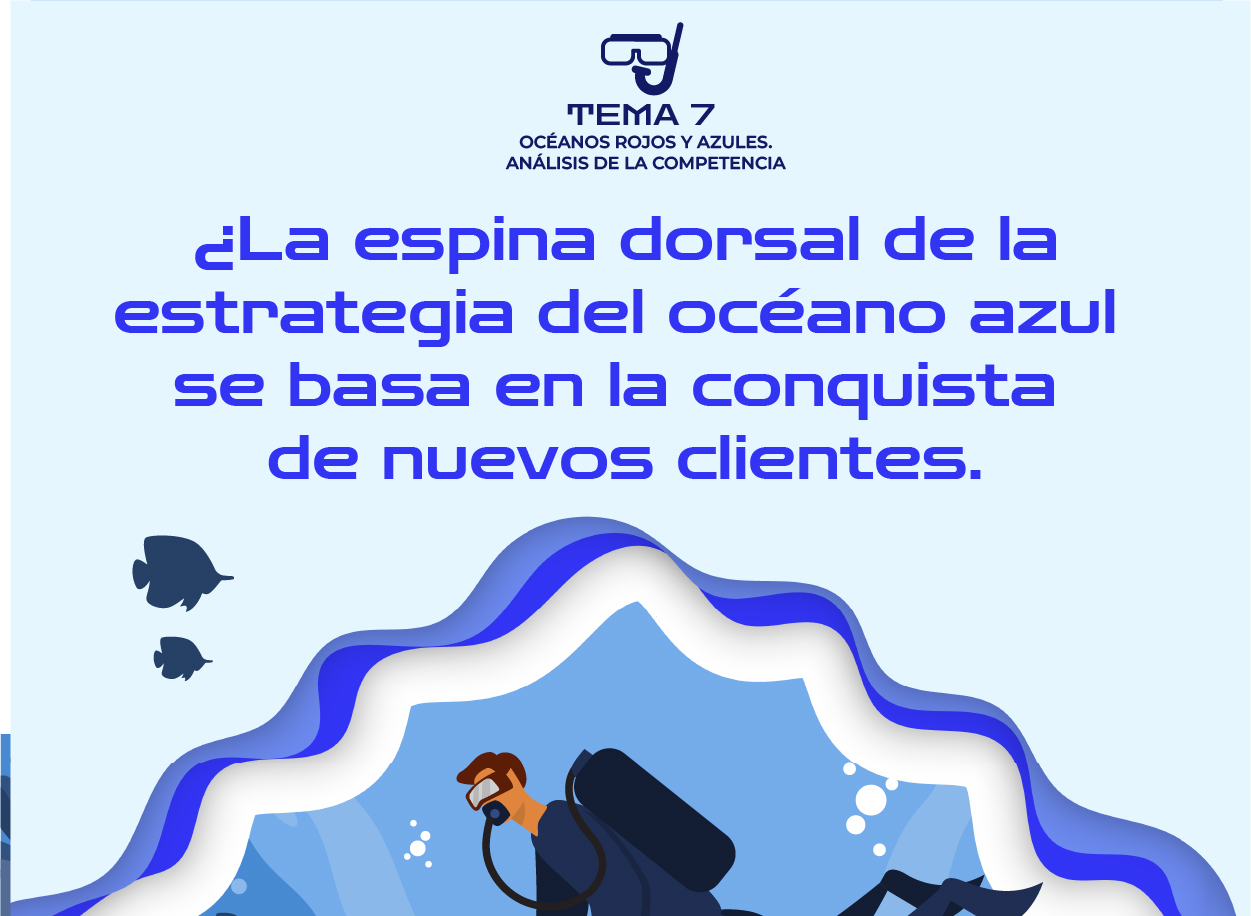 TEMA 7
OCÉANOS ROJOS Y AZULES.
ANÁLISIS DE LA COMPETENCIA
¿La espina dorsal de la
estrategia del océano azul
se basa en la conquista
de nuevos clientes.